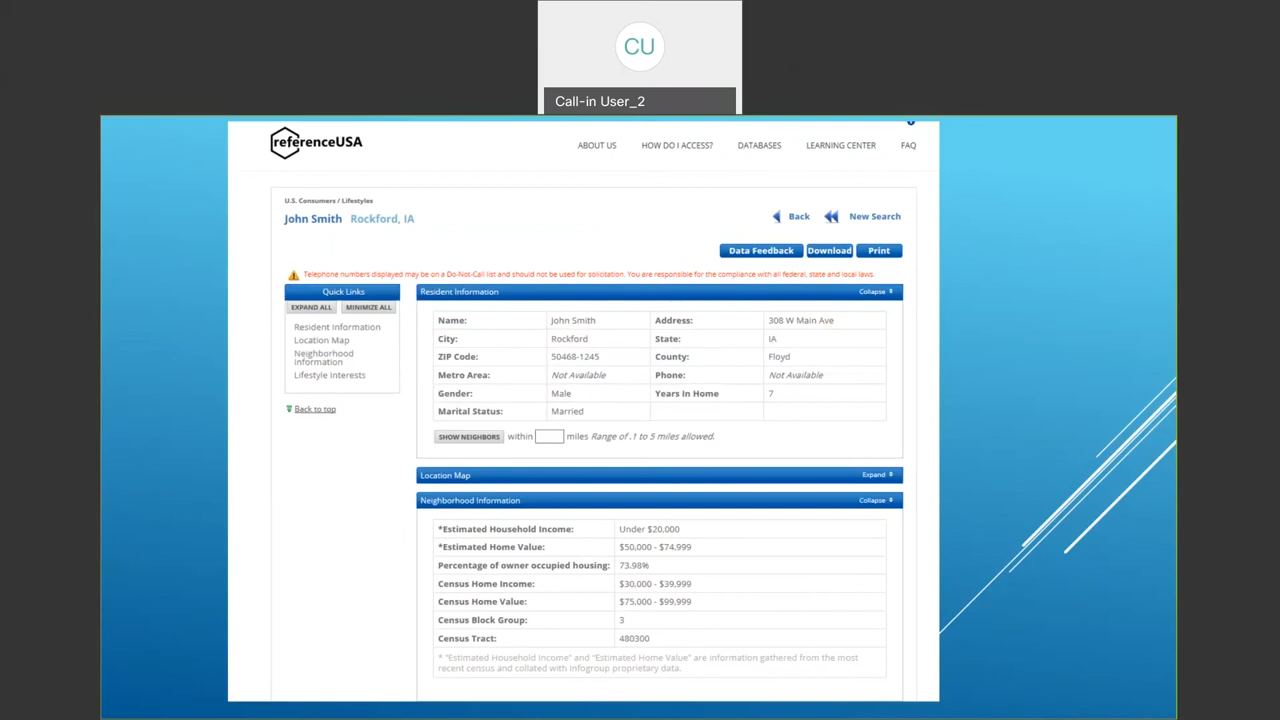 CU
Call-in User_2
referenceUSA
ABOUT US HOW DO I ACCESS? DATABASES LEARNING CENTER FAQ
U.S. Consumers / Lifestyles
John Smith Rockford, IA
Back New Search
Data Feedback Download Print
Telephone numbers displayed may be on a Do-Not-Call list and should not be used for solicitation. You are responsible for the compliance with all federal, state and local laws.
Quick Links
EXPAND ALL MINIMIZE ALL
Resident Information
Location Map
Neighborhood
Information
Lifestyle Interests
Back to top
Resident Information Collapse
Name: John Smith Address: 308 W Main Ave
City: Rockford State: IA
ZIP Code: 50468-1245 County: Floyd
Metro Area: Not Available Phone: Not Available
Gender: Male Years In Home 7
Marital Status: Married
SHOW NEIGHBORS within miles Range of .1 to 5 miles allowed.
Location Map Expand
Neighborhood Information Collapse
*Estimated Household Income: Under $20,000
*Estimated Home Value: $50,000 - $74,999
Percentage of owner occupied housing: 73.98%
Census Home Income: $30,000 - $39,999
Census Home Value: $75,000 - $99,999
Census Block Group: 3
Census Tract: 480300
* "Estimated Household Income" and "Estimated Home Value" are information gathered from the most
recent census and collated with infogroup proprietary data.